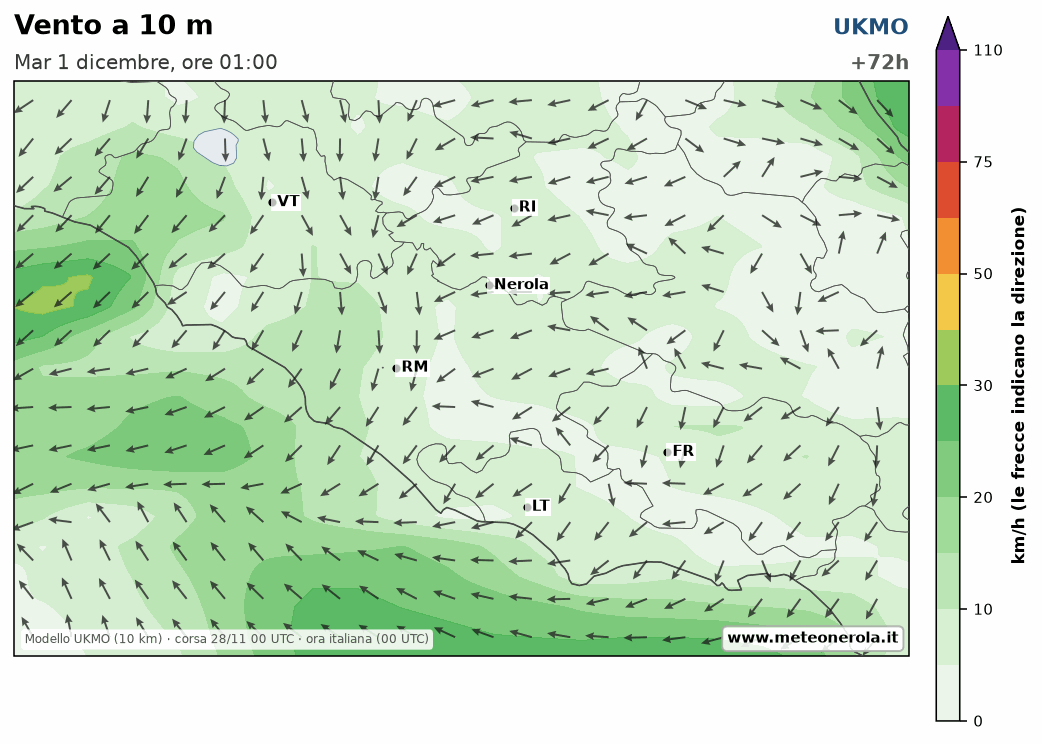 Vento a 10 m
UKMO
Mar 1 dicembre, ore 01:00
+72h
VT
RI
Nerola
RM
FR
LT
Modello UKMO (10 km) · corsa 28/11 00 UTC · ora italiana (00 UTC)
www.meteonerola.it
110
75
50
30
20
10
0
km/h (le frecce indicano la direzione)